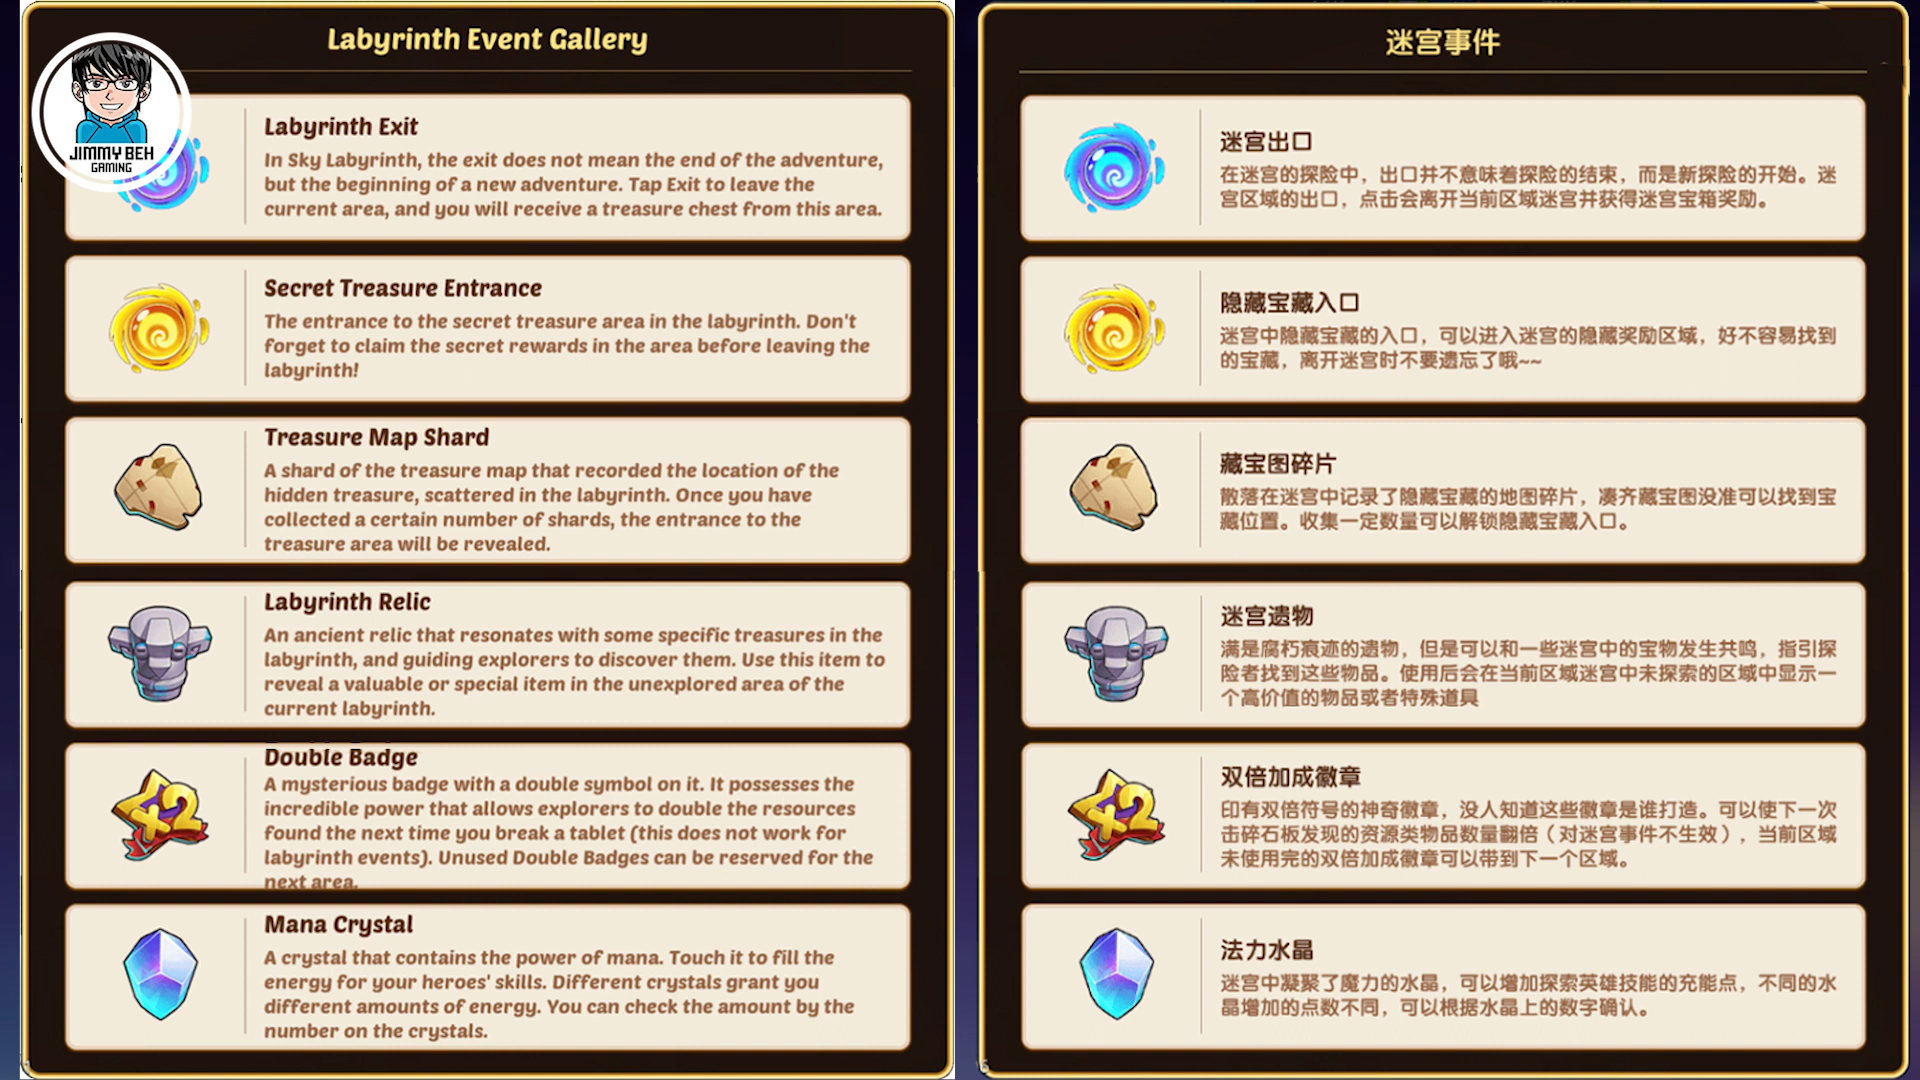 Labyrinth Event Gallery
JIMMY BEH
GAMING
Labyrinth Exit
In Sky Labyrinth, the exit does not mean the end of the adventure,
but the beginning of a new adventure. Tap Exit to leave the
current area, and you will receive a treasure chest from this area.
Secret Treasure Entrance
The entrance to the secret treasure area in the labyrinth. Don't
forget to claim the secret rewards in the area before leaving the
labyrinth!
Treasure Map Shard
A shard of the treasure map that recorded the location of the
hidden treasure, scattered in the labyrinth. Once you have
collected a certain number of shards, the entrance to the
treasure area will be revealed.
Labyrinth Relic
An ancient relic that resonates with some specific treasures in the
labyrinth, and guiding explorers to discover them. Use this item to
reveal a valuable or special item in the unexplored area of the
current labyrinth.
Double Badge
x2
A mysterious badge with a double symbol on it. It possesses the
incredible power that allows explorers to double the resources
found the next time you break a tablet (this does not work for
labyrinth events). Unused Double Badges can be reserved for the
next area.
Mana Crystal
A crystal that contains the power of mana. Touch it to fill the
energy for your heroes' skills. Different crystals grant you
different amounts of energy. You can check the amount by the
number on the crystals.
迷宫事件
迷宫出口
在迷宫的探险中，出口并不意味着探险的结束，而是新探险的开始。迷
宫区域的出口，点击会离开当前区域迷宫并获得迷宫宝箱奖励。
隐藏宝藏入口
迷宫中隐藏宝藏的入口，可以进入迷宫的隐藏奖励区域，好不容易找到
的宝藏，离开迷宫时不要遗忘了哦~~
藏宝图碎片
散落在迷宫中记录了隐藏宝藏的地图碎片，凑齐藏宝图没准可以找到宝
藏位置。收集一定数量可以解锁隐藏宝藏入口。
迷宫遗物
满是腐朽痕迹的遗物，但是可以和一些迷宫中的宝物发生共鸣，指引探
险者找到这些物品。使用后会在当前区域迷宫中未探索的区域中显示一
个高价值的物品或者特殊道具
双倍加成徽章
x2
印有双倍符号的神奇徽章，没人知道这些徽章是谁打造。可以使下一次
击碎石板发现的资源类物品数量翻倍（对迷宫事件不生效），当前区域
未使用完的双倍加成徽章可以带到下一个区域。
法力水晶
迷宫中凝聚了魔力的水晶，可以增加探索英雄技能的充能点，不同的水
晶增加的点数不同，可以根据水晶上的数字确认。